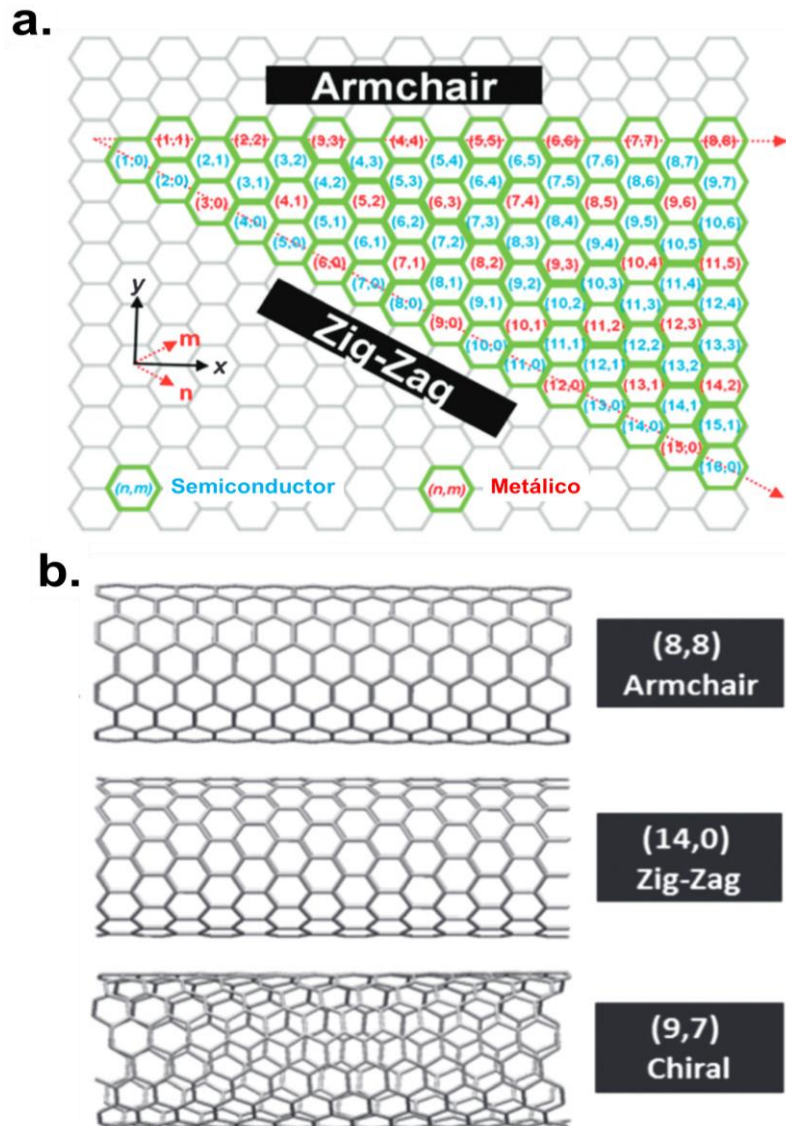 a.
Armchair
(1,1) (2,2) (3,3) (4,4) (5,5) (6,6) (7,7) (8,8)
(1,0) (2,1) (3,2) (4,3) (5,4) (6,5) (7,6) (8,7)
(2,0) (3,1) (4,2) (5,3) (6,4) (7,5) (8,6) (9,7)
(3,0) (4,1) (5,2) (6,3) (7,4) (8,5) (9,6)
(4,0) (5,1) (6,2) (7,3) (8,4) (9,5) (10,6)
(5,0) (6,1) (7,2) (8,3) (9,4) (10,5)
(6,0) (7,1) (8,2) (9,3) (10,4) (11,5)
(7,0) (8,1) (9,2) (10,3) (11,4)
(8,0) (9,1) (10,2) (11,3) (12,4)
(9,0) (10,1) (11,2) (12,3)
(10,0) (11,1) (12,2) (13,3)
(11,0) (12,1) (13,2)
(12,0) (13,1) (14,2)
(13,0) (14,1)
(14,0) (15,1)
(15,0)
(16,0)
y
m
x
n
Zig-Zag
(n,m) Semiconductor
(n,m) Metálico
b.
(8,8)
Armchair
(14,0)
Zig-Zag
(9,7)
Chiral